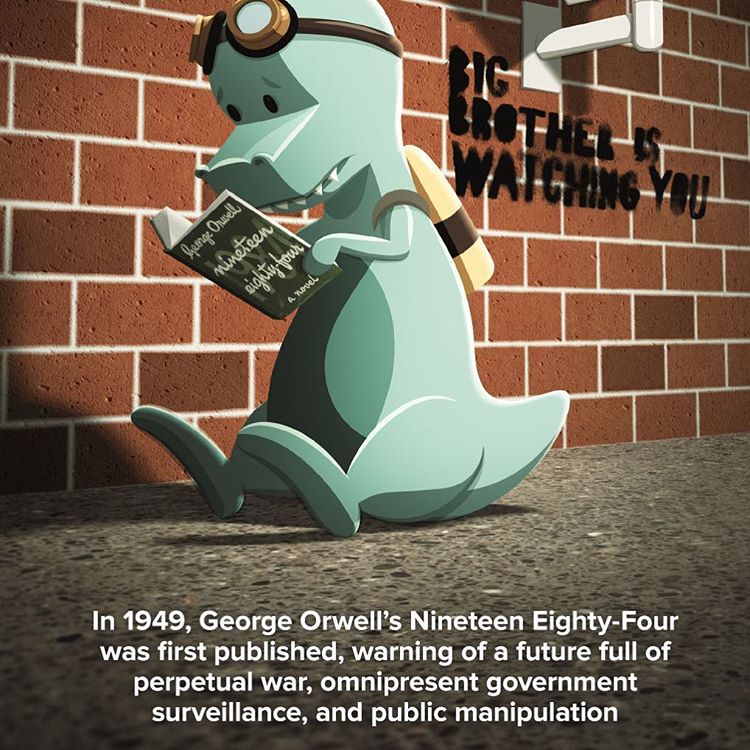 BIG
BROTHER IS
WATCHING YOU
George Orwell
nineteen
eighty-four
a novel
In 1949, George Orwell’s Nineteen Eighty-Four
was first published, warning of a future full of
perpetual war, omnipresent government
surveillance, and public manipulation